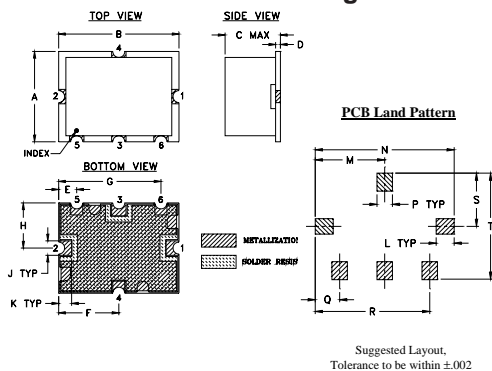 TOP VIEW
SIDE VIEW
B
4
C MAX
D
A
2
1
INDEX
5
3
6
BOTTOM VIEW
G
E
5
3
6
H
2
1
J TYP
K TYP
4
F
METALLIZATION
SOLDER RESIS
PCB Land Pattern
N
M
P TYP
S
T
L TYP
Q
R
Suggested Layout,
Tolerance to be within ±.002